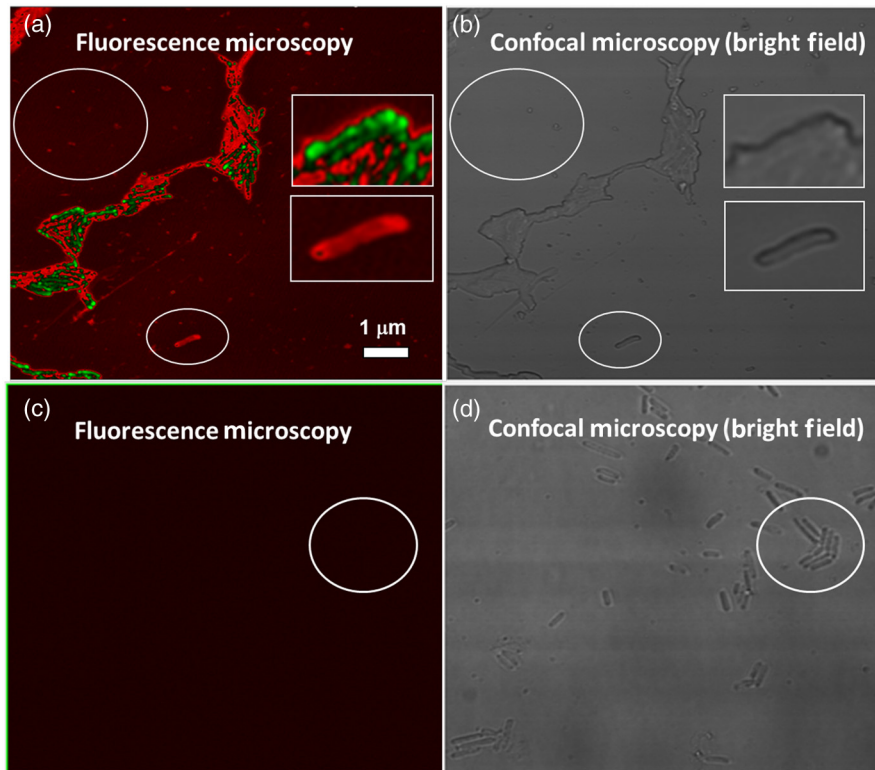 (a)
Fluorescence microscopy
(b)
Confocal microscopy (bright field)
1 μm
(c)
Fluorescence microscopy
(d)
Confocal microscopy (bright field)